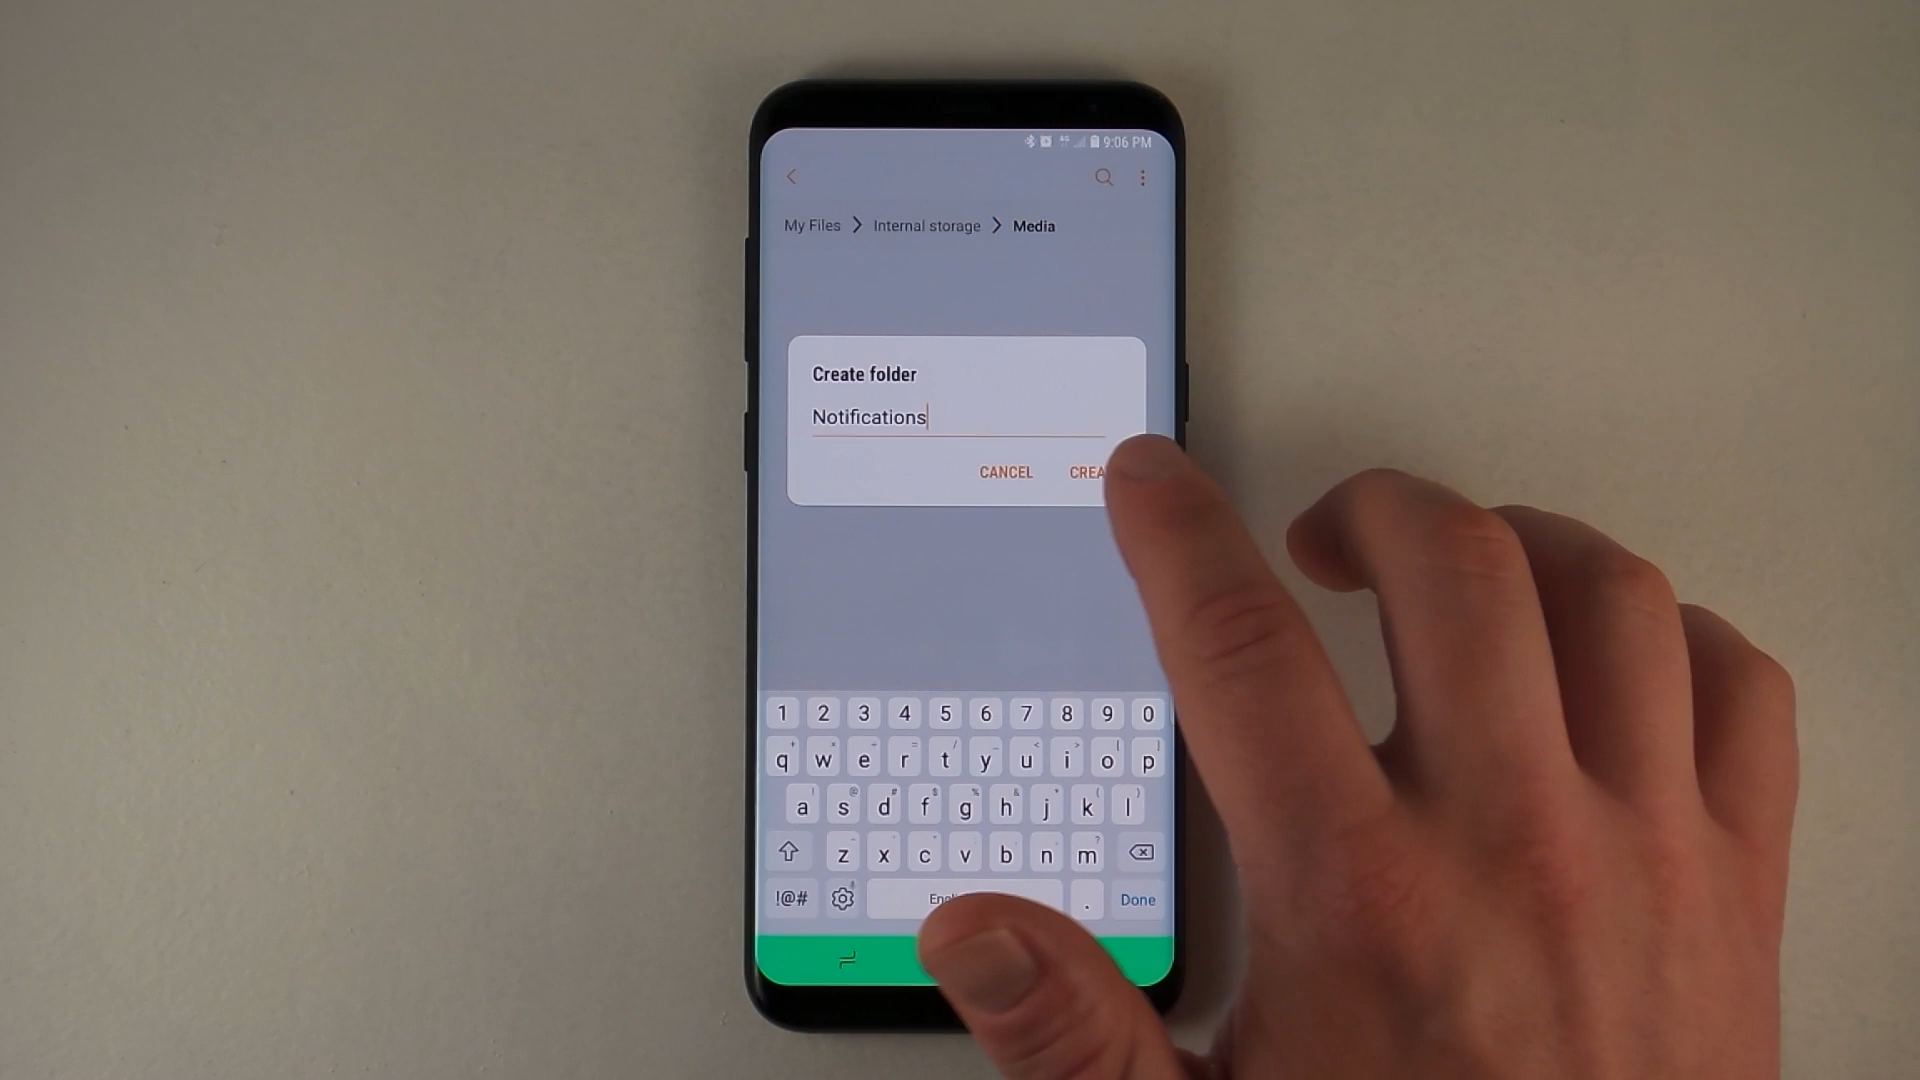 9:06 PM
My Files > Internal storage > Media
Create folder
Notifications
CANCEL CREA
1 2 3 4 5 6 7 8 9 0
q w e r t y u i o p
a s d f g h j k l
z x c v b n m
!@# Engl . Done